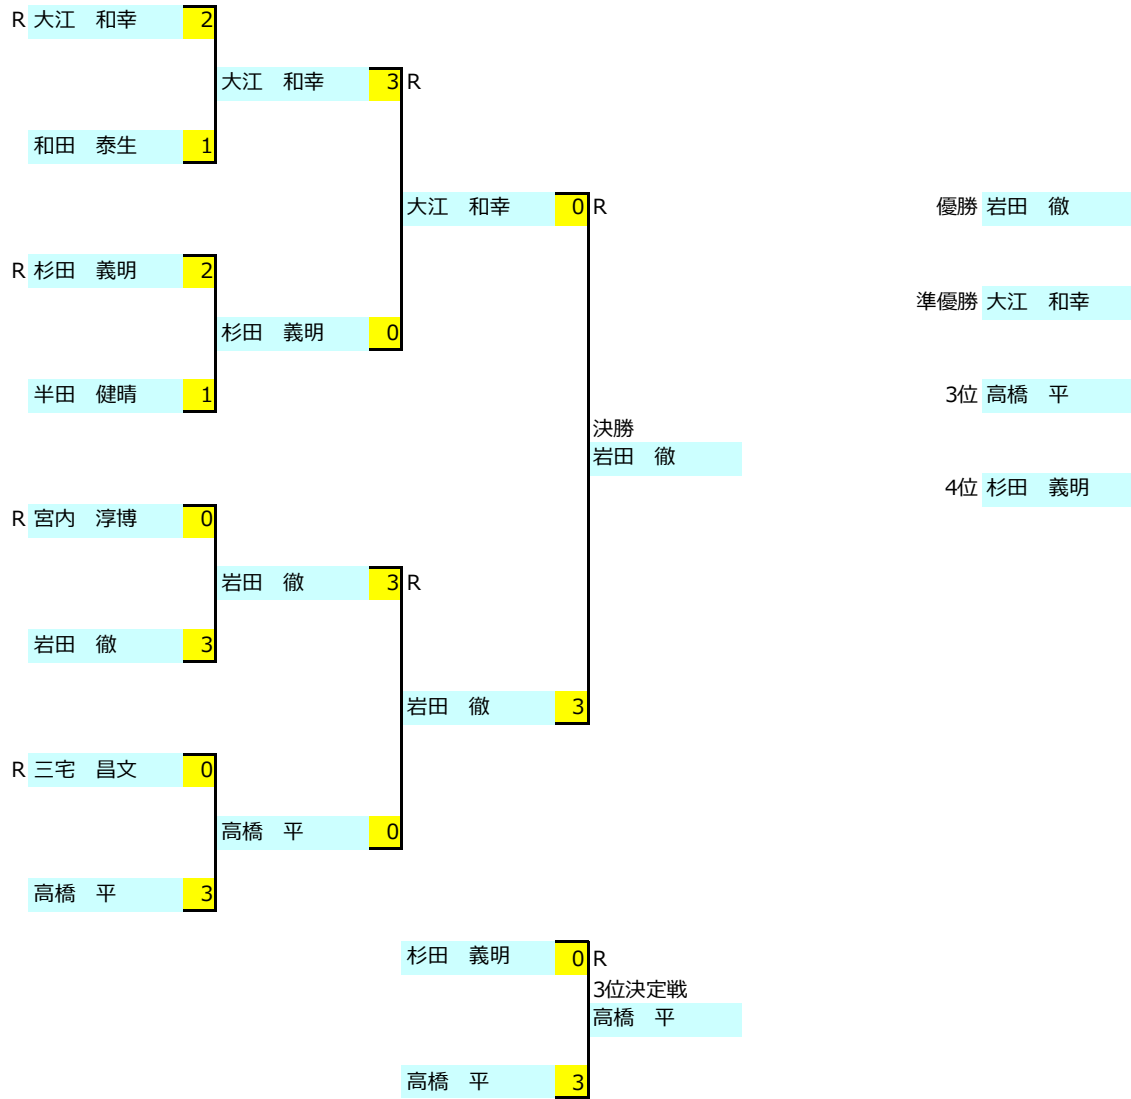 R 大江　和幸 2
大江　和幸 3 R
和田　泰生 1
大江　和幸 0 R
優勝 岩田　徹
R 杉田　義明 2
準優勝 大江　和幸
杉田　義明 0
半田　健晴 1
3位 高橋　平
決勝
岩田　徹
4位 杉田　義明
R 宮内　淳博 0
岩田　徹 3 R
岩田　徹 3
岩田　徹 3
R 三宅　昌文 0
高橋　平 0
高橋　平 3
杉田　義明 0 R
3位決定戦
高橋　平
高橋　平 3